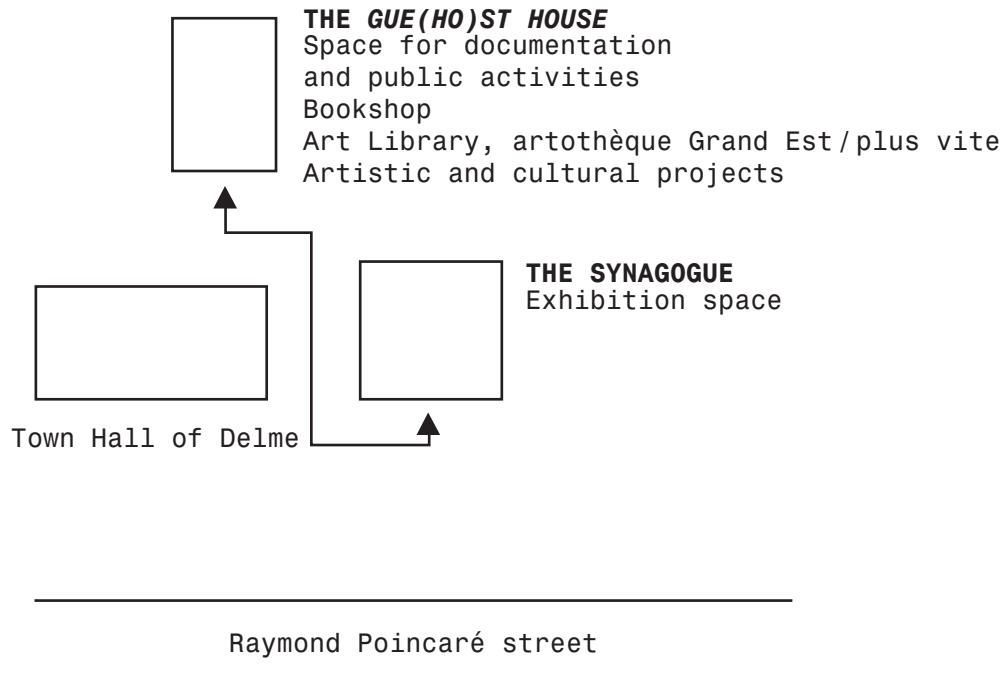 THE GUE(HO)ST HOUSE
Space for documentation
and public activities
Bookshop
Art Library, artothèque Grand Est / plus vite
Artistic and cultural projects
THE SYNAGOGUE
Exhibition space
Town Hall of Delme
Raymond Poincaré street